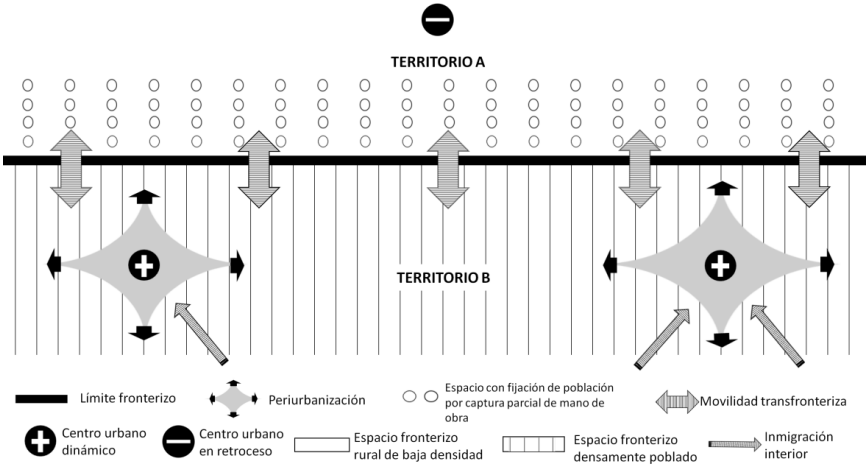 TERRITORIO A
TERRITORIO B
Límite fronterizo
Periurbanización
Espacio con fijación de población
por captura parcial de mano de
obra
Movilidad transfronteriza
Centro urbano
dinámico
Centro urbano
en retroceso
Espacio fronterizo
rural de baja densidad
Espacio fronterizo
densamente poblado
Inmigración
interior